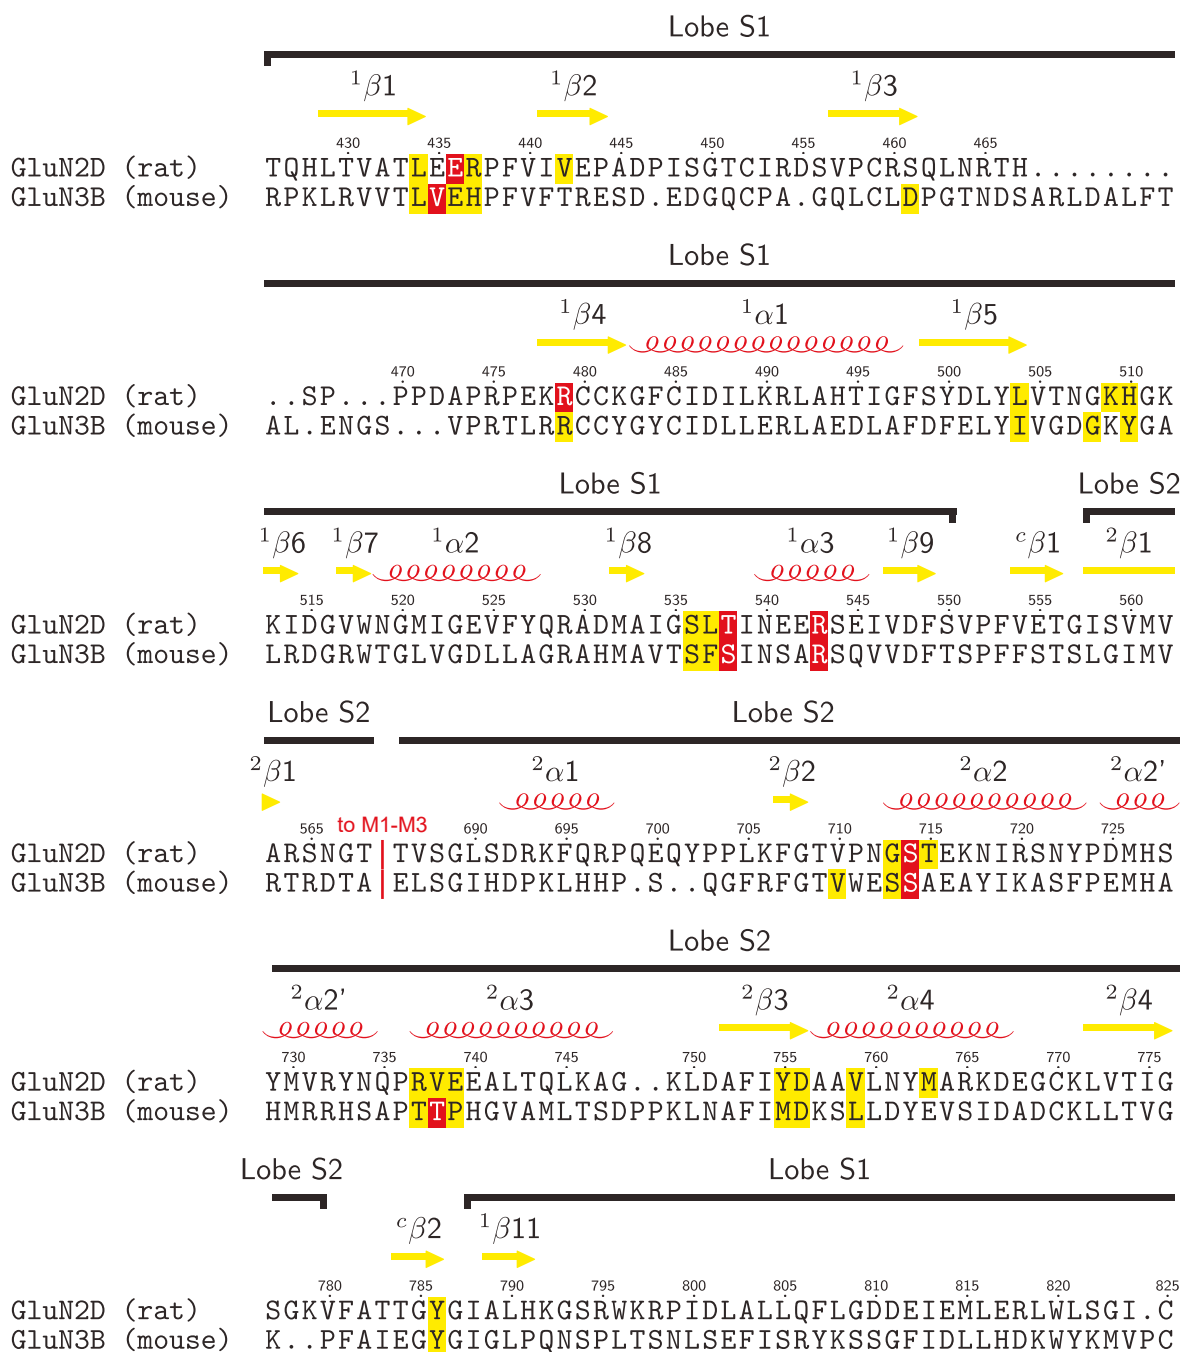 Lobe S1
¹β1 ¹β2 ¹β3
430 435 440 445 450 455 460 465
GluN2D (rat) TQHLTVATLEERPFVIVEPADPISGTCIRDSVPCRSQLNRTH........
GluN3B (mouse) RPKLRVVTLVEHPFVFTRESD.EDGQCPA.GQLCLDPGTNDSARLDALFT
Lobe S1
¹β4 ¹α1 ¹β5
470 475 480 485 490 495 500 505 510
GluN2D (rat) ..SP...PPDAPRPEKRCCKGFCIDILKRLAHTIGFSYDLYLVTNGKHGK
GluN3B (mouse) AL.ENGS...VPRTLRRCCYGYCIDLLERLAEDLAFDFELYIVGDGKYGA
Lobe S1 Lobe S2
¹β6 ¹β7 ¹α2 ¹β8 ¹α3 ¹β9 ᶜβ1 ²β1
515 520 525 530 535 540 545 550 555 560
GluN2D (rat) KIDGVWNGMIGEVFYQRADMAIGSLTINEERSEIVDFSVPFVETGISVMV
GluN3B (mouse) LRDGRWTGLVGDLLAGRAHMAVTSFSINSARSQVVDFTSPFFSTSLGIMV
Lobe S2 Lobe S2
²β1 ²α1 ²β2 ²α2 ²α2'
565 to M1-M3 690 695 700 705 710 715 720 725
GluN2D (rat) ARSNGT TVSGLSDRKFQRPQEQYPPLKFGTVPNGSTEKNIRSNYPDMHS
GluN3B (mouse) RTRDTA ELSGIHDPKLHHP.S..QGFRFGTVWESSAEAYIKASFPEMHA
Lobe S2
²α2' ²α3 ²β3 ²α4 ²β4
730 735 740 745 750 755 760 765 770 775
GluN2D (rat) YMVRYNQPRVEEALTQLKAG..KLDAFIYDAAVLNYMARKDEGCKLVTIG
GluN3B (mouse) HMRRHSAPTTPHGVAMLTSDPPKLNAFIMDKSLLDYEVSIDADCKLLTVG
Lobe S2 Lobe S1
ᶜβ2 ¹β11
780 785 790 795 800 805 810 815 820 825
GluN2D (rat) SGKVFATTGYGIALHKGSRWKRPIDLALLQFLGDDEIEMLERLWLSGI.C
GluN3B (mouse) K..PFAIEGYGIGLPQNSPLTSNLSEFISRYKSSGFIDLLHDKWYKMVPC